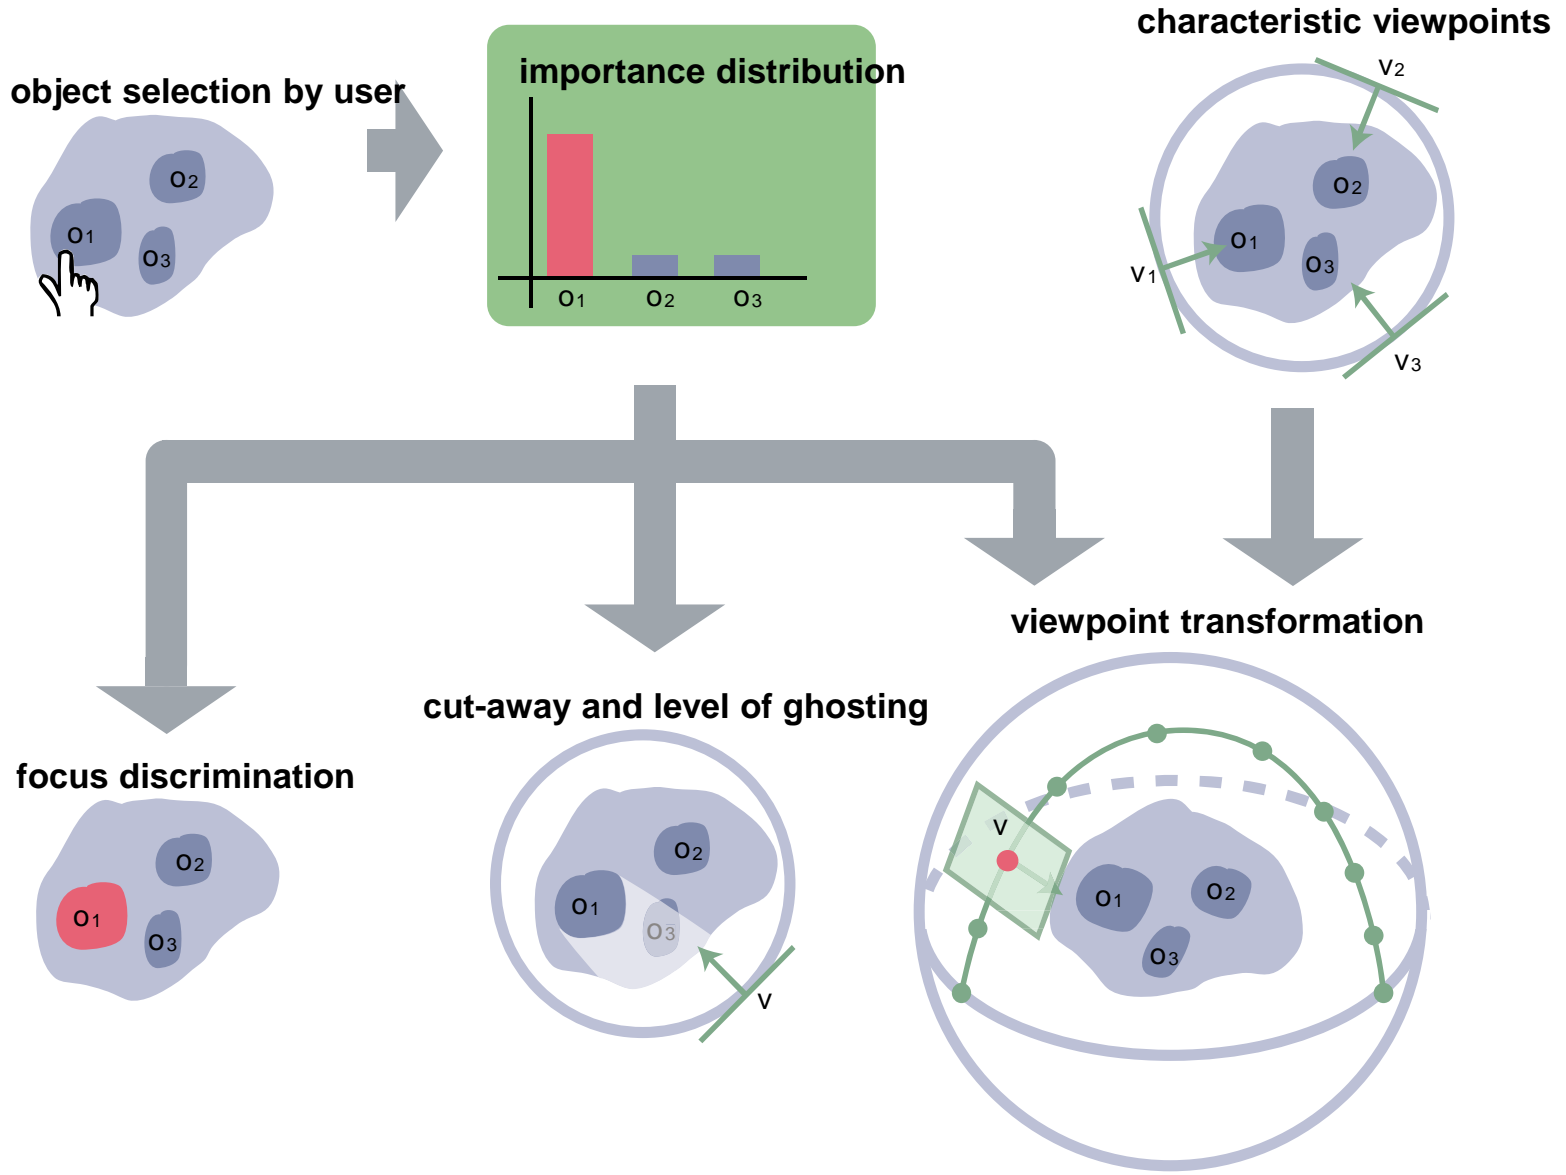 characteristic viewpoints
object selection by user
importance distribution
o1
o2
o3
o1
o2
o3
v1
v2
v3
o1
o2
o3
viewpoint transformation
cut-away and level of ghosting
focus discrimination
o1
o2
o3
o1
o2
o3
v
v
o1
o2
o3